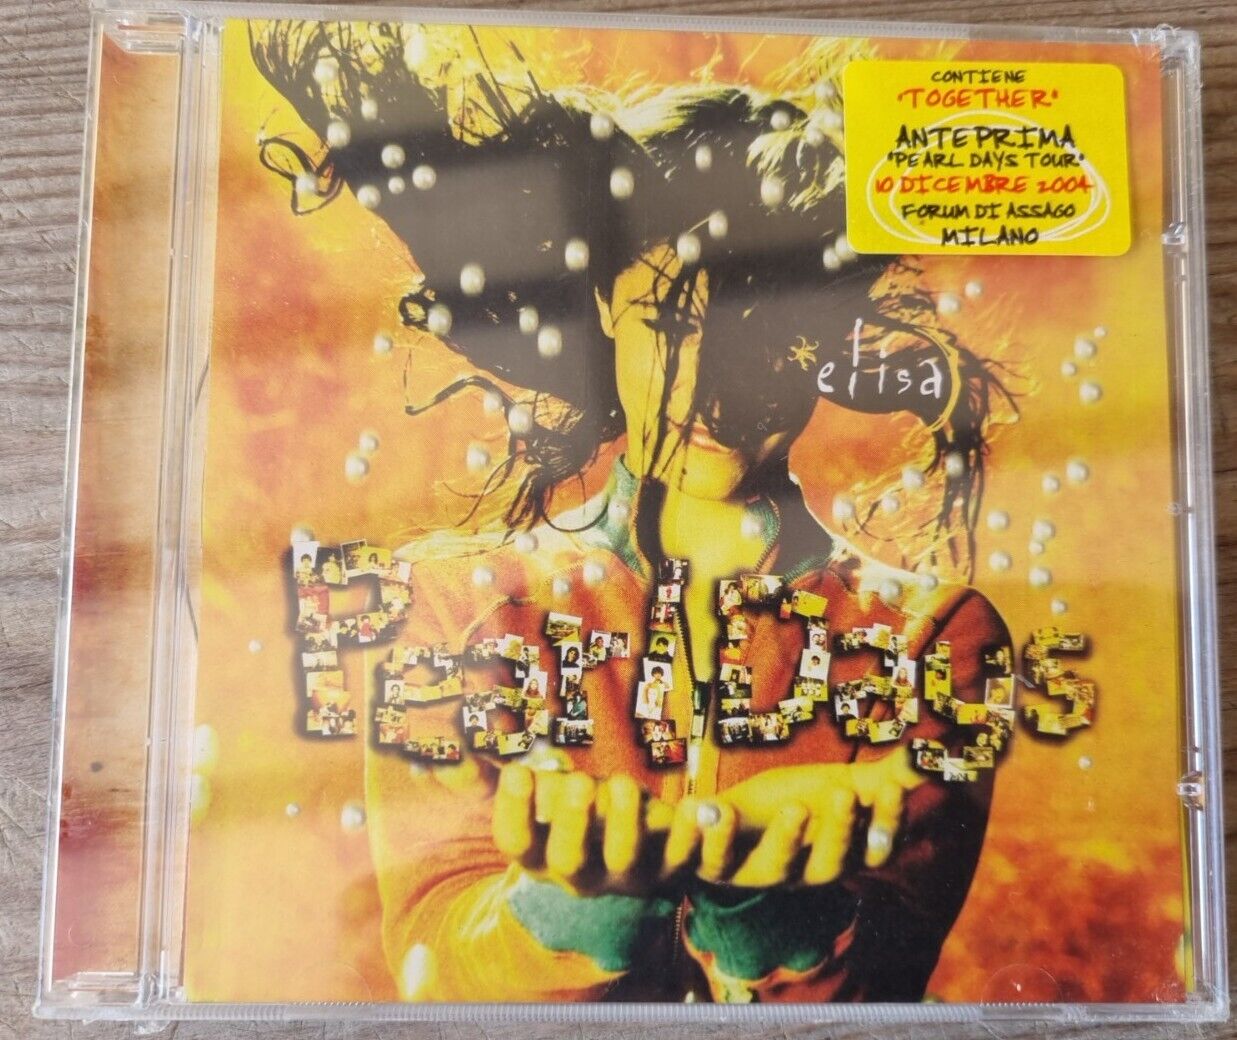 CONTIENE
"TOGETHER"
ANTEPRIMA
"PEARL DAYS TOUR"
10 DICEMBRE 2004
FORUM DI ASSAGO
MILANO
*elisa
Pearl Days